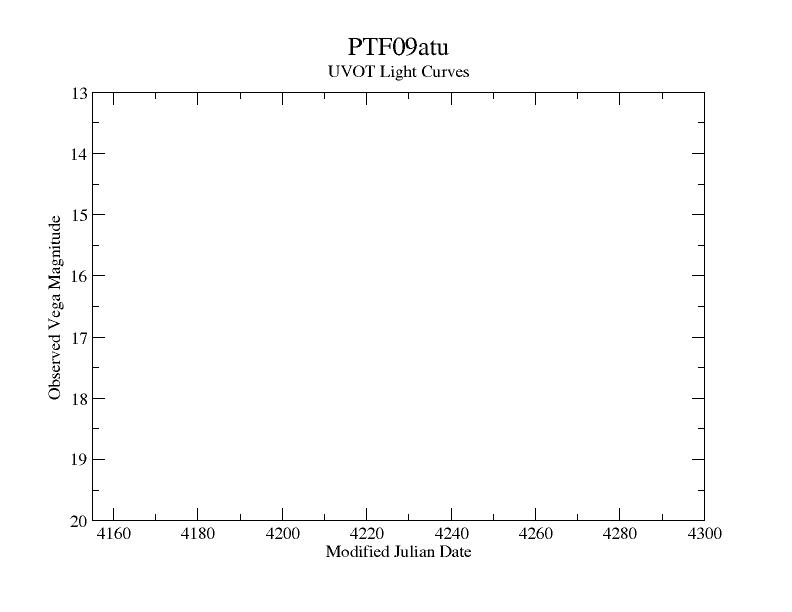 PTF09atu
UVOT Light Curves
13
14
15
16
17
18
19
20
Observed Vega Magnitude
4160 4180 4200 4220 4240 4260 4280 4300
Modified Julian Date